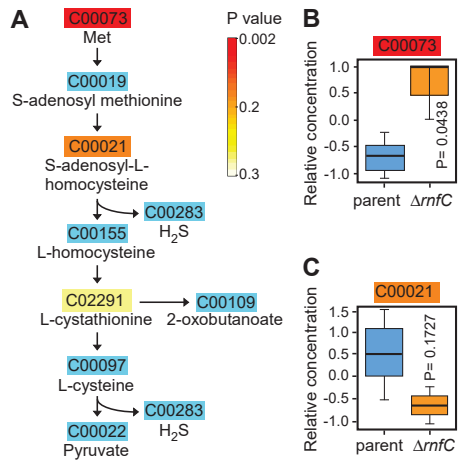 A
C00073
Met
C00019
S-adenosyl methionine
C00021
S-adenosyl-L-
homocysteine
C00283
H2S
C00155
L-homocysteine
C02291
L-cystathionine
C00109
2-oxobutanoate
C00097
L-cysteine
C00283
H2S
C00022
Pyruvate
P value
0.002
0.2
0.3
B
C00073
Relative concentration
1.0
0.5
0.0
-0.5
-1.0
P= 0.0438
parent
ΔrnfC
C
C00021
Relative concentration
1.5
1.0
0.5
0.0
-0.5
-1.0
P= 0.1727
parent
ΔrnfC